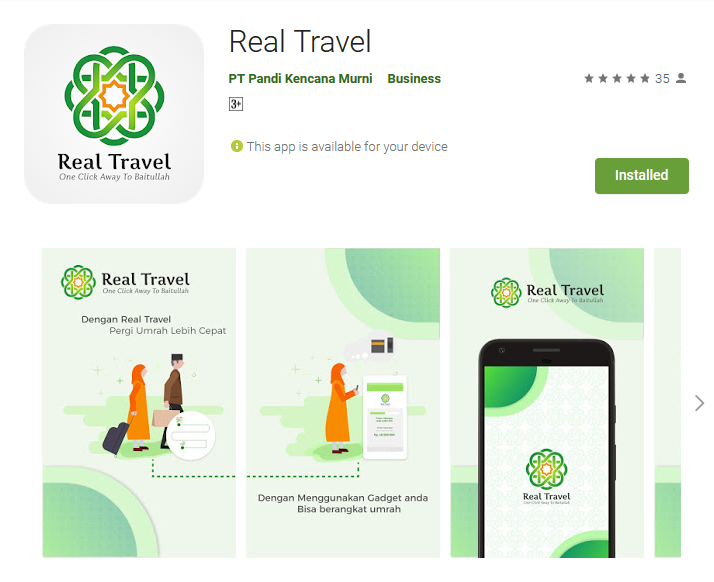 Real Travel
PT Pandi Kencana Murni Business
35
3+
This app is available for your device
Installed
Real Travel
One Click Away To Baitullah
Real Travel
One Click Away To Baitullah
Dengan Real Travel
Pergi Umrah Lebih Cepat
Dengan Menggunakan Gadget anda
Bisa berangkat umrah
Real Travel
One Click Away To Baitullah
Real Travel
One Click Away To Baitullah